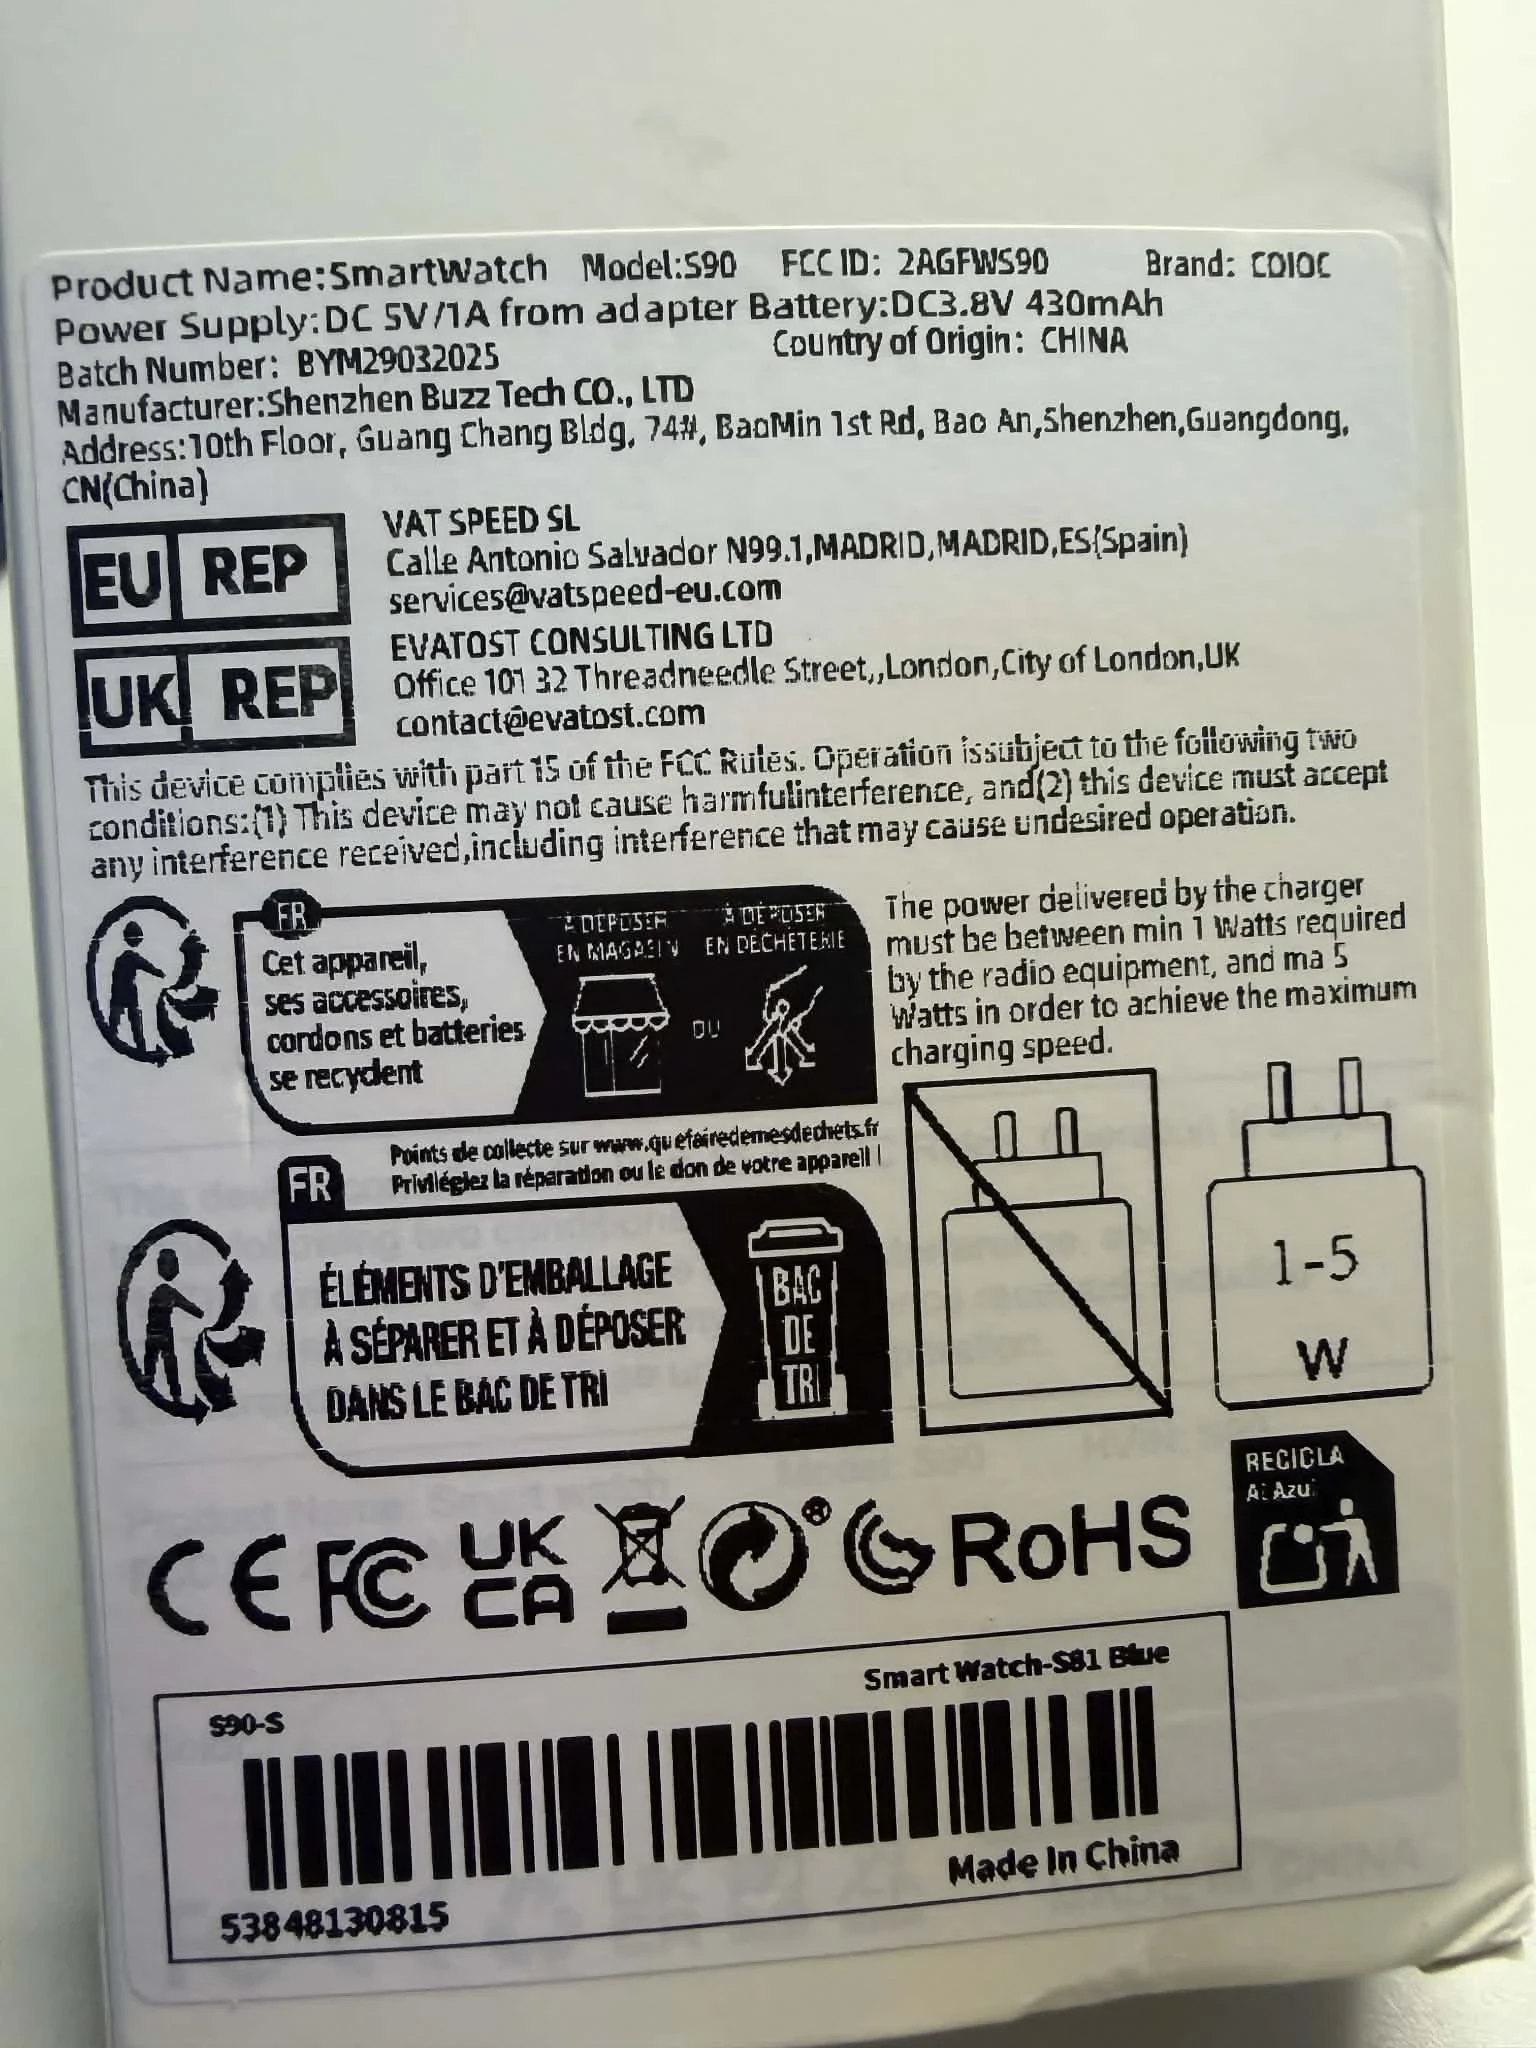 Product Name:SmartWatch Model:S90 FCC ID: 2AGFWS90 Brand: CDIOC
Power Supply:DC 5V/1A from adapter Battery:DC3.8V 430mAh
Batch Number: BYM29032025 Country of Origin: CHINA
Manufacturer:Shenzhen Buzz Tech CO., LTD
Address:10th Floor, Guang Chang Bldg, 74#, BaoMin 1st Rd, Bao An,Shenzhen,Guangdong,
CN(China)
EU REP
VAT SPEED SL
Calle Antonio Salvador N99.1,MADRID,MADRID,ES(Spain)
services@vatspeed-eu.com
UK REP
EVATOST CONSULTING LTD
Office 101 32 Threadneedle Street,,London,City of London,UK
contact@evatost.com
This device complies with part 15 of the FCC Rules. Operation issubject to the following two
conditions:(1) This device may not cause harmfulinterference, and(2) this device must accept
any interference received,including interference that may cause undesired operation.
FR
Cet appareil,
ses accessoires,
cordons et batteries
se recyclent
À DÉPOSER
EN MAGASIN
OU
À DÉPOSER
EN DÉCHÈTERIE
Points de collecte sur www.quefairedemesdechets.fr
Privilégiez la réparation ou le don de votre appareil !
The power delivered by the charger
must be between min 1 Watts required
by the radio equipment, and ma 5
Watts in order to achieve the maximum
charging speed.
FR
ÉLÉMENTS D'EMBALLAGE
À SÉPARER ET À DÉPOSER
DANS LE BAC DE TRI
BAC
DE
TRI
1-5
W
CE FC UK
CA
RoHS
RECICLA
Al Azul
S90-S
Smart Watch-S81 Blue
53848130815
Made In China